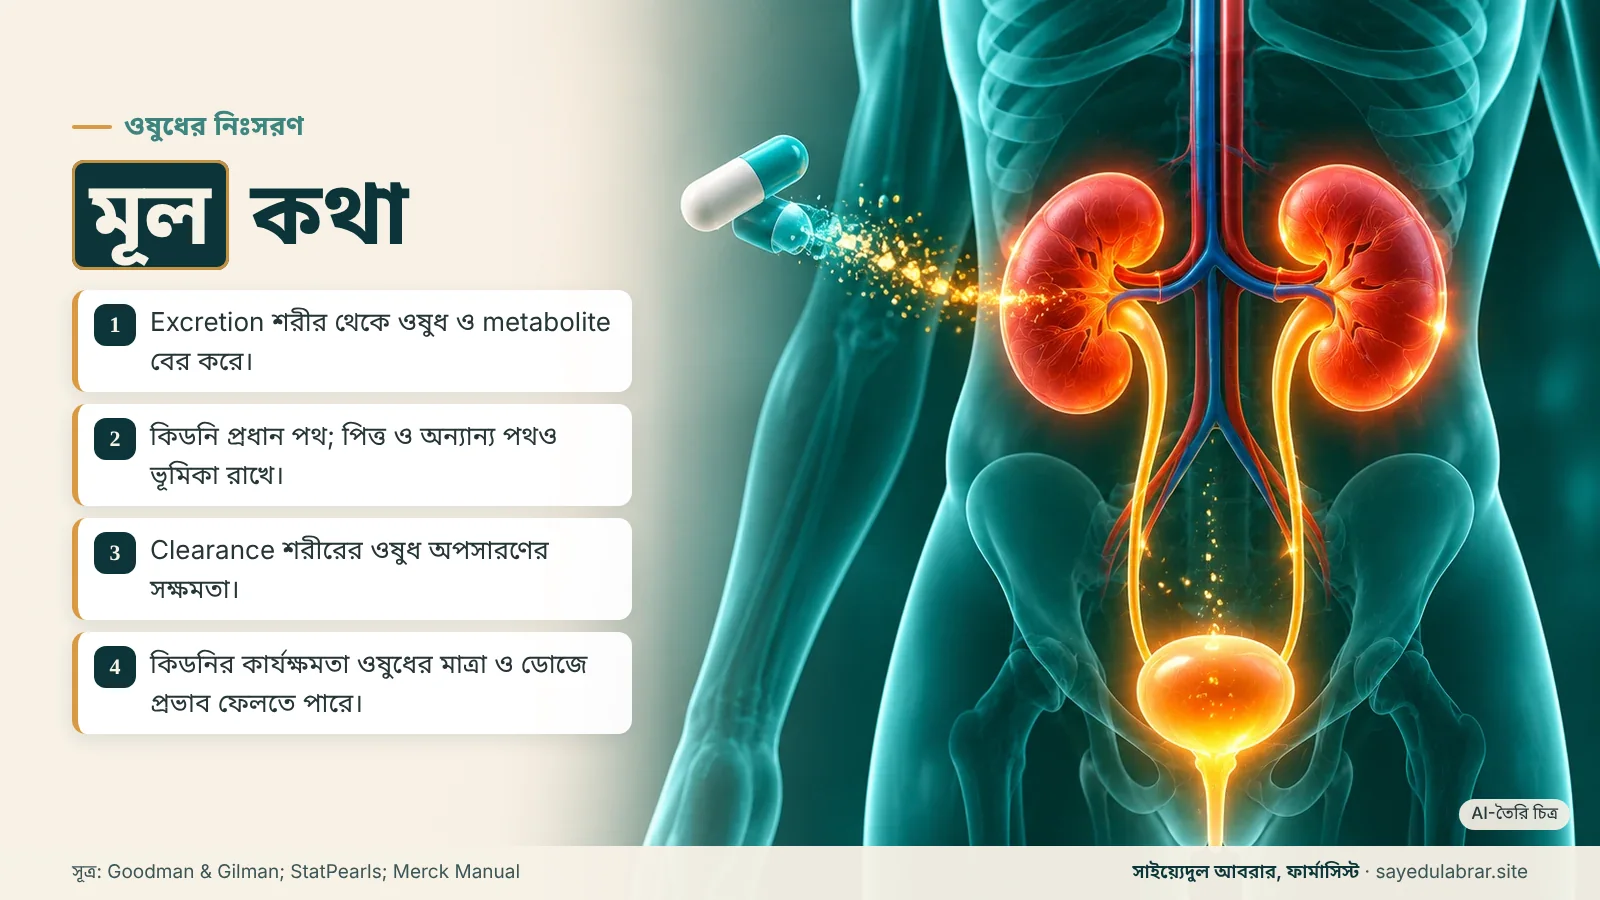 ওষুধের নিঃসরণ
মূল কথা
1 Excretion শরীর থেকে ওষুধ ও metabolite
বের করে।
2 কিডনি প্রধান পথ; পিত্ত ও অন্যান্য পথও
ভূমিকা রাখে।
3 Clearance শরীরের ওষুধ অপসারণের
সক্ষমতা।
4 কিডনির কার্যক্ষমতা ওষুধের মাত্রা ও ডোজে
প্রভাব ফেলতে পারে।
AI-তৈরি চিত্র
সূত্র: Goodman & Gilman; StatPearls; Merck Manual
সাইয়্যেদুল আবরার, ফার্মাসিস্ট · sayedulabrar.site